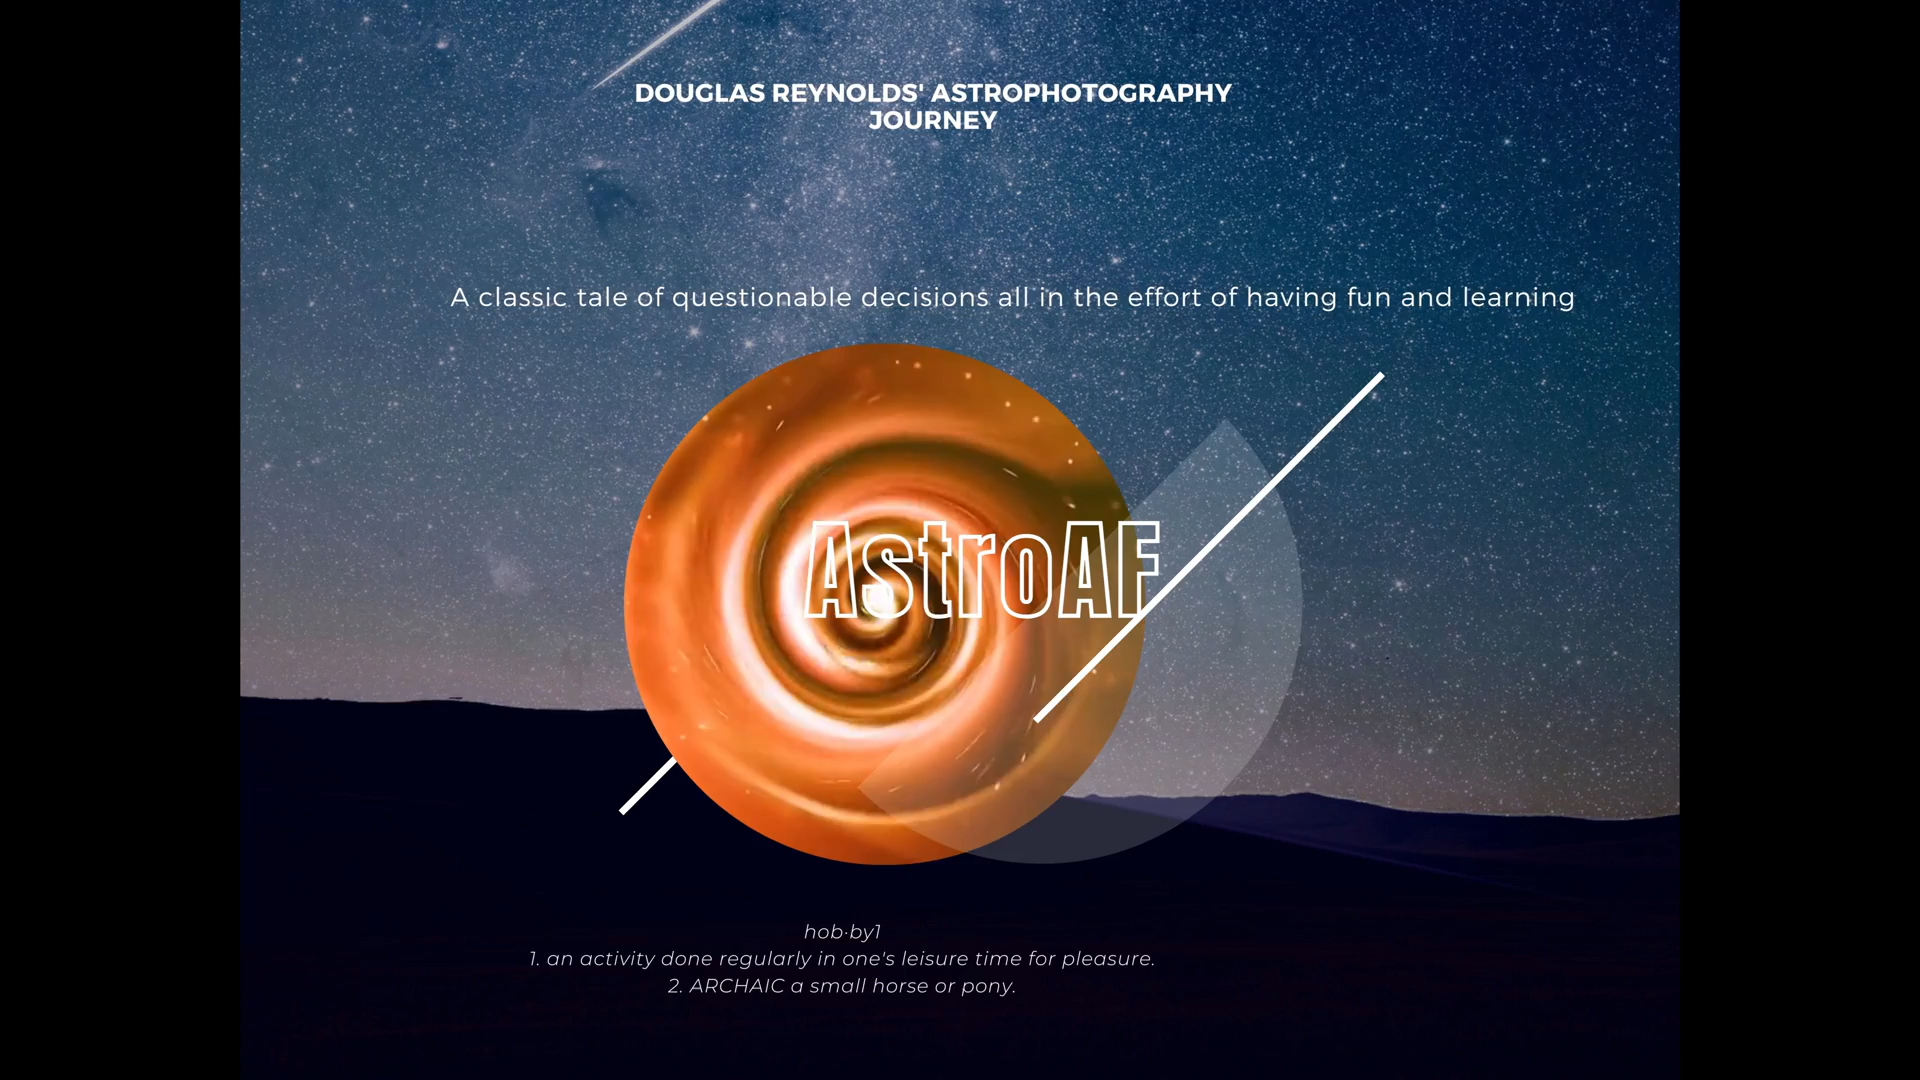 DOUGLAS REYNOLDS' ASTROPHOTOGRAPHY
JOURNEY
A classic tale of questionable decisions all in the effort of having fun and learning
AstroAF
hob·by1
1. an activity done regularly in one's leisure time for pleasure.
2. ARCHAIC a small horse or pony.